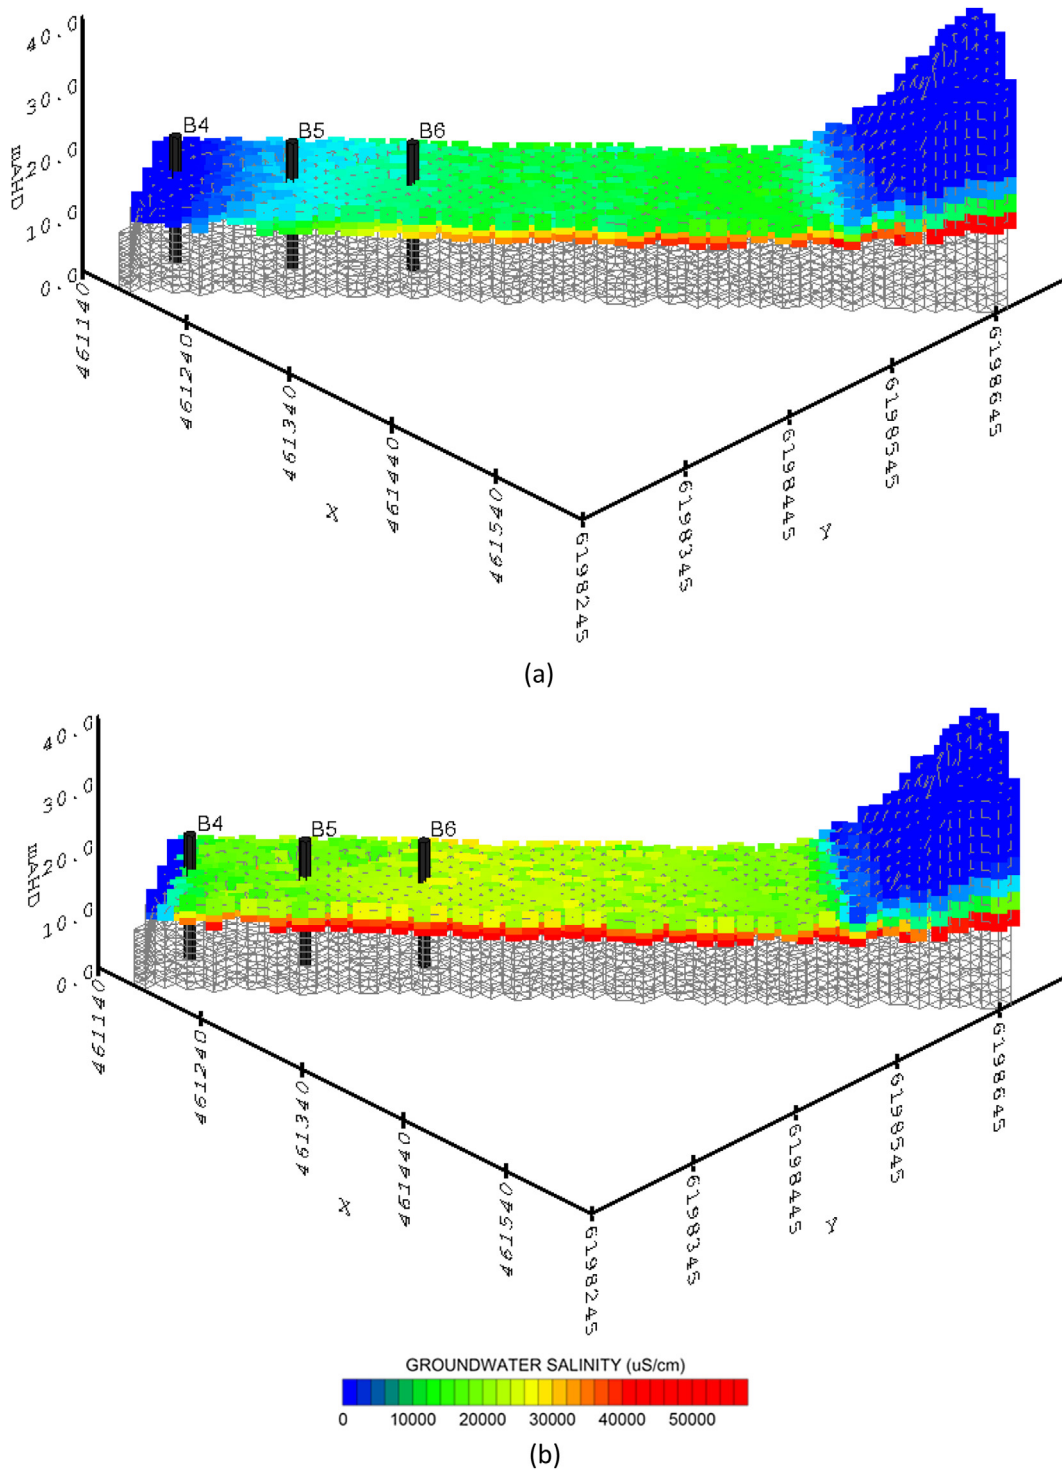 40.0
30.0
20.0
10.0
0.0
mAHD
B4
B5
B6
461140
461240
461340
461440
461540
X
6198245
6198345
6198445
6198545
6198645
Y
(a)
40.0
30.0
20.0
10.0
0.0
mAHD
B4
B5
B6
461140
461240
461340
461440
461540
X
6198245
6198345
6198445
6198545
6198645
Y
GROUNDWATER SALINITY (uS/cm)
0 10000 20000 30000 40000 50000
(b)